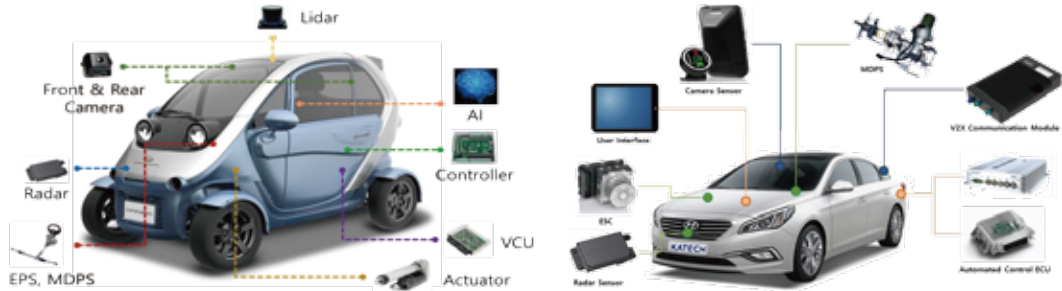 Lidar
Front & Rear
Camera
AI
Controller
Radar
VCU
EPS, MDPS
Actuator
Camera Sensor
MDPS
V2X Communication Module
User Interface
ESC
KATECH
Radar Sensor
Automated Control ECU